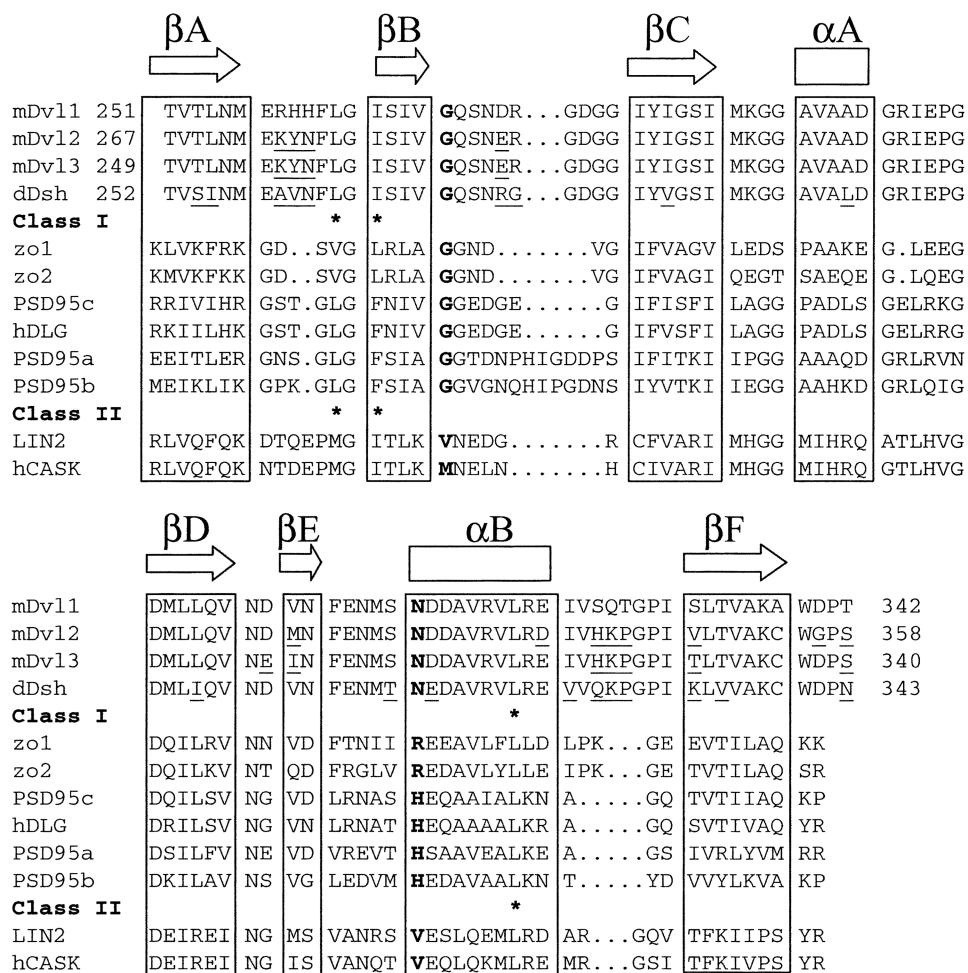 βA βB βC αA
mDvl1 251 TVTLNM ERHHFLG ISIV GQSNDR...GDGG IYIGSI MKGG AVAAD GRIEPG
mDvl2 267 TVTLNM EKYNFLG ISIV GQSNER...GDGG IYIGSI MKGG AVAAD GRIEPG
mDvl3 249 TVTLNM EKYNFLG ISIV GQSNER...GDGG IYIGSI MKGG AVAAD GRIEPG
dDsh 252 TVSINM EAVNFLG ISIV GQSNRG...GDGG IYVGSI MKGG AVALD GRIEPG
Class I * *
zo1 KLVKFRK GD..SVG LRLA GGND.......VG IFVAGV LEDS PAAKE G.LEEG
zo2 KMVKFKK GD..SVG LRLA GGND.......VG IFVAGI QEGT SAEQE G.LQEG
PSD95c RRIVIHR GST.GLG FNIV GGEDGE......G IFISFI LAGG PADLS GELRKG
hDLG RKIILHK GST.GLG FNIV GGEDGE......G IFVSFI LAGG PADLS GELRRG
PSD95a EEITLER GNS.GLG FSIA GGTDNPHIGDDPS IFITKI IPGG AAAQD GRLRVN
PSD95b MEIKLIK GPK.GLG FSIA GGVGNQHIPGDNS IYVTKI IEGG AAHKD GRLQIG
Class II * *
LIN2 RLVQFQK DTQEPMG ITLK VNEDG.......R CFVARI MHGG MIHRQ ATLHVG
hCASK RLVQFQK NTDEPMG ITLK MNELN.......H CIVARI MHGG MIHRQ GTLHVG
βD βE αB βF
mDvl1 DMLLQV ND VN FENMS NDDAVRVLRE IVSQTGPI SLTVAKA WDPT 342
mDvl2 DMLLQV ND MN FENMS NDDAVRVLRD IVHKPGPI VLTVAKC WGPS 358
mDvl3 DMLLQV NE IN FENMS NDDAVRVLRE IVHKPGPI TLTVAKC WDPS 340
dDsh DMLIQV ND VN FENMT NEDAVRVLRE VVQKPGPI KLVVAKC WDPN 343
Class I *
zo1 DQILRV NN VD FTNII REEAVLFLLD LPK...GE EVTILAQ KK
zo2 DQILKV NT QD FRGLV REDAVLYLLE IPK...GE TVTILAQ SR
PSD95c DQILSV NG VD LRNAS HEQAAIALKN A.....GQ TVTIIAQ KP
hDLG DRILSV NG VN LRNAT HEQAAAALKR A.....GQ SVTIVAQ YR
PSD95a DSILFV NE VD VREVT HSAAVEALKE A.....GS IVRLYVM RR
PSD95b DKILAV NS VG LEDVM HEDAVAALKN T.....YD VVYLKVA KP
Class II *
LIN2 DEIREI NG MS VANRS VESLQEMLRD AR...GQV TFKIIPS YR
hCASK DEIREI NG IS VANQT VEQLQKMLRE MR...GSI TFKIVPS YR